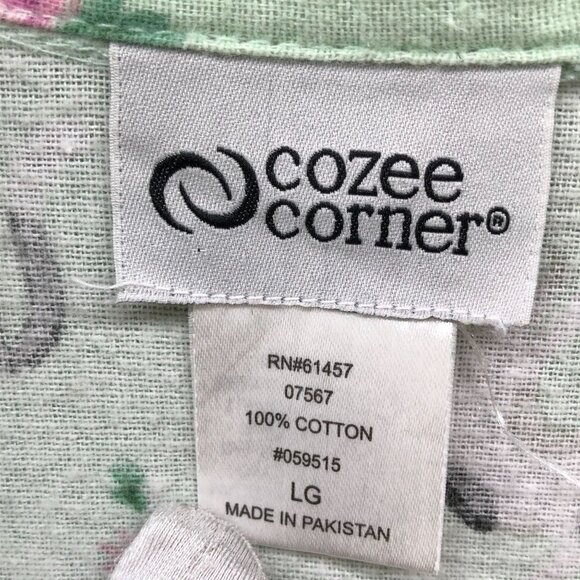 cozee
corner®
RN#61457
07567
100% COTTON
#059515
LG
MADE IN PAKISTAN